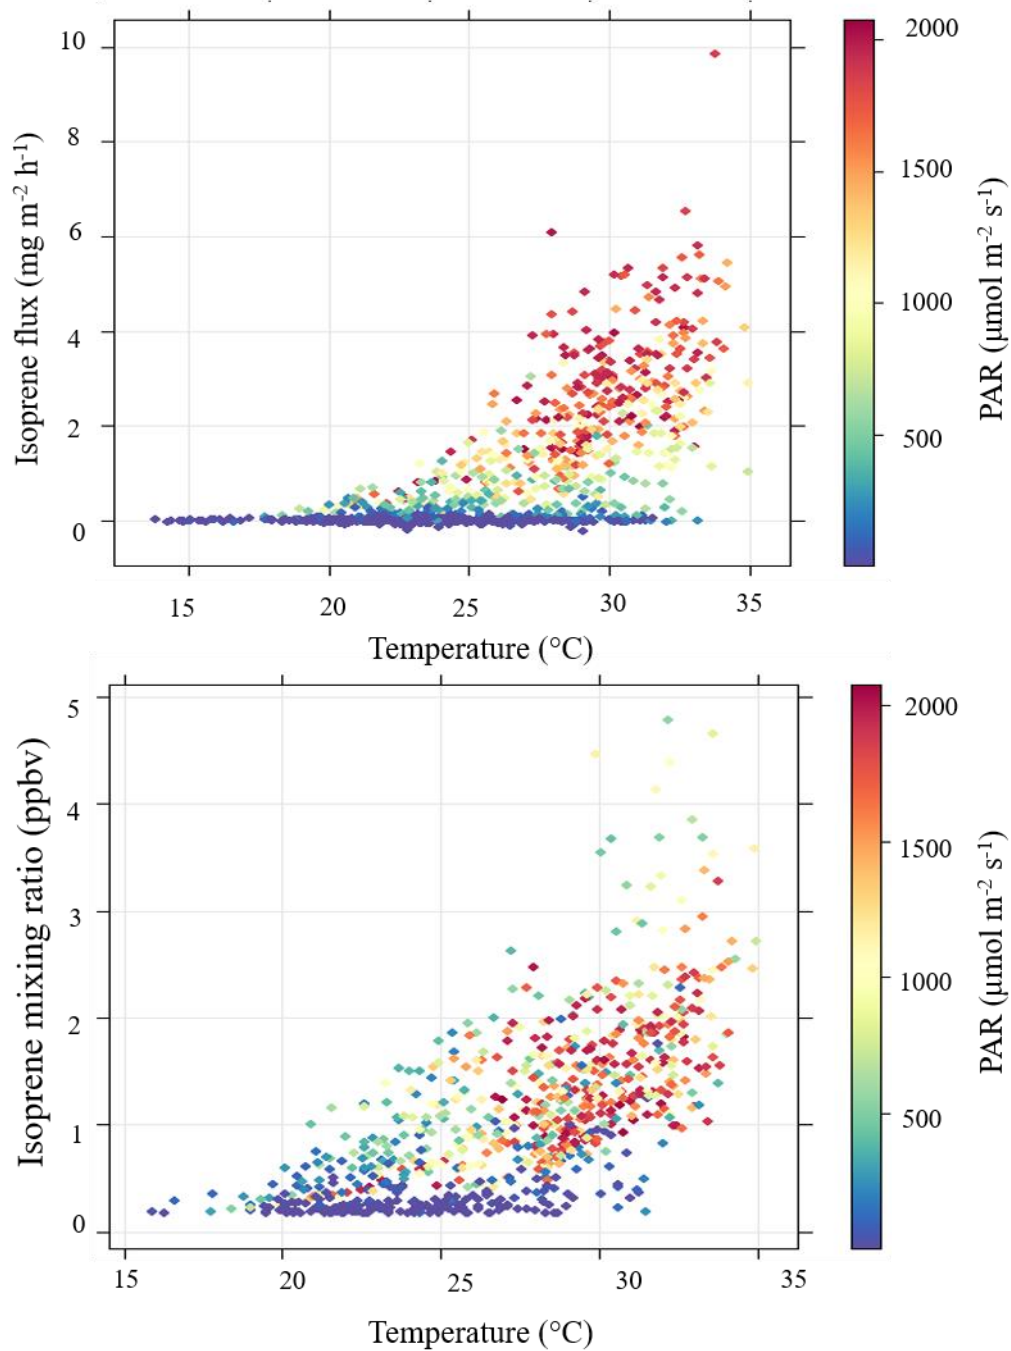 10
8
6
4
2
0
Isoprene flux (mg m⁻² h⁻¹)
15 20 25 30 35
Temperature (°C)
2000
1500
1000
500
PAR (μmol m⁻² s⁻¹)
5
4
3
2
1
0
Isoprene mixing ratio (ppbv)
15 20 25 30 35
Temperature (°C)
2000
1500
1000
500
PAR (μmol m⁻² s⁻¹)